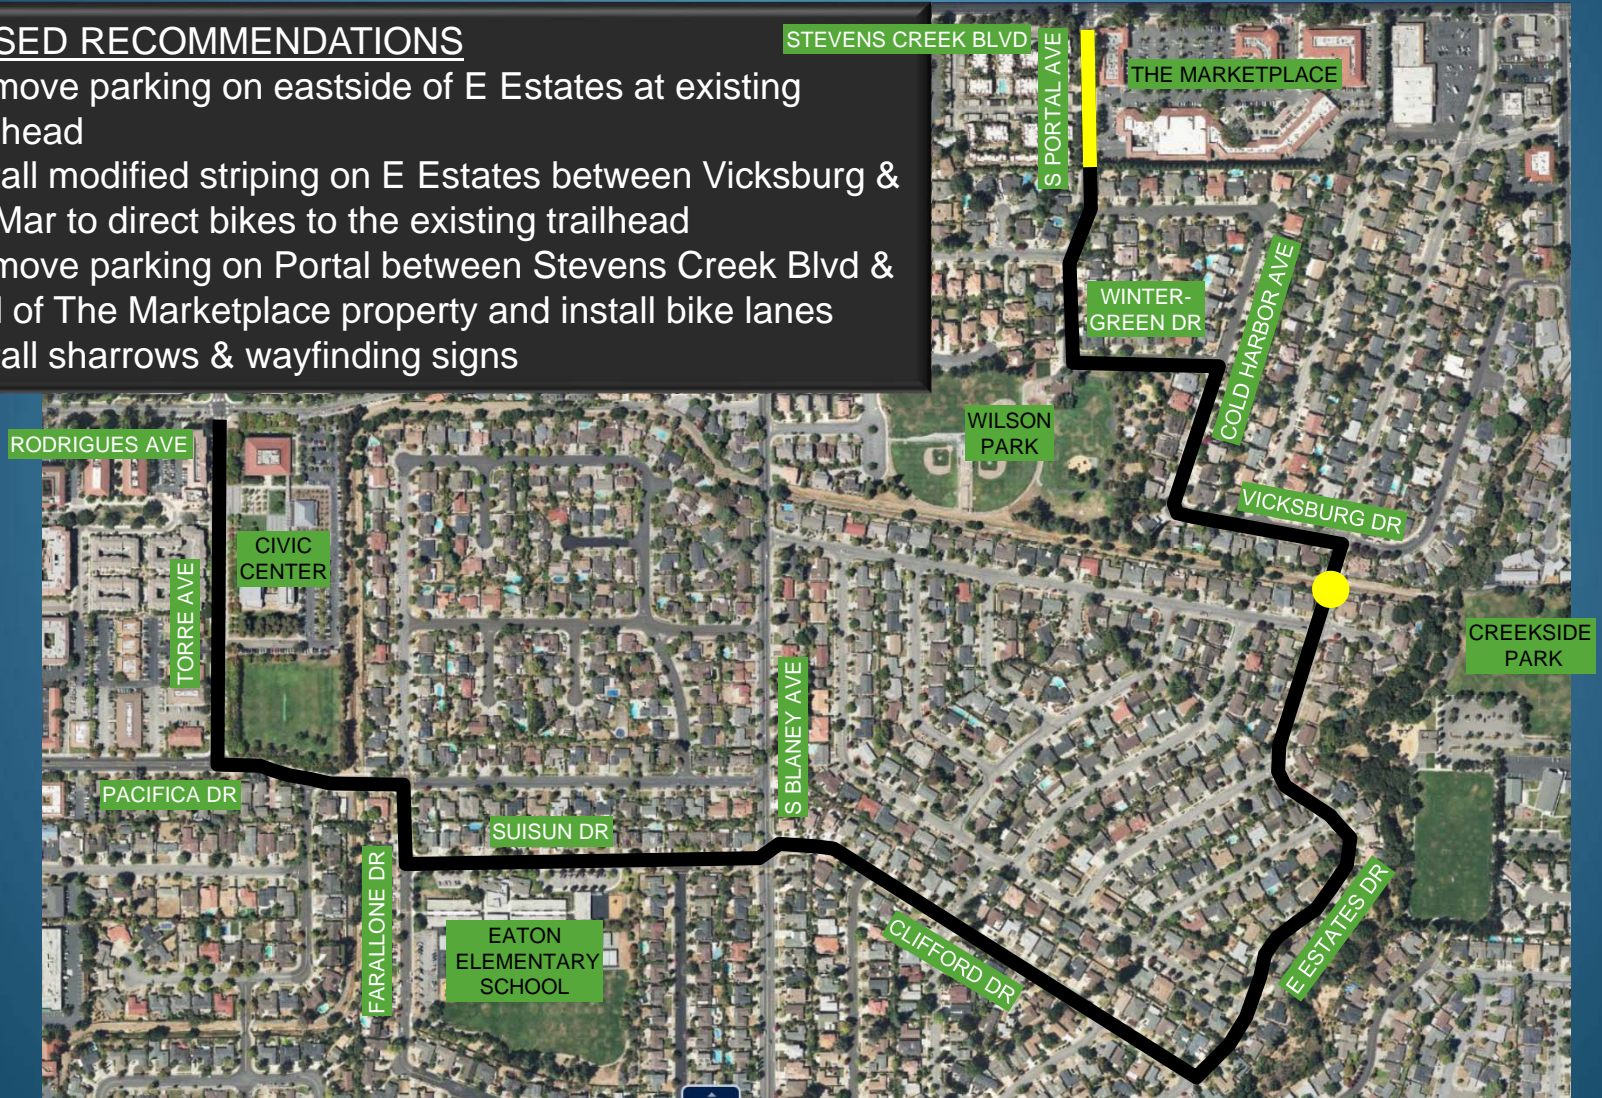 SED RECOMMENDATIONS
move parking on eastside of E Estates at existing
head
all modified striping on E Estates between Vicksburg &
Mar to direct bikes to the existing trailhead
move parking on Portal between Stevens Creek Blvd &
of The Marketplace property and install bike lanes
tall sharrows & wayfinding signs
STEVENS CREEK BLVD
S PORTAL AVE
THE MARKETPLACE
WINTER-
GREEN DR
COLD HARBOR AVE
WILSON
PARK
RODRIGUES AVE
VICKSBURG DR
CIVIC
CENTER
TORRE AVE
CREEKSIDE
PARK
S BLANEY AVE
PACIFICA DR
SUISUN DR
FARALLONE DR
EATON
ELEMENTARY
SCHOOL
CLIFFORD DR
E ESTATES DR